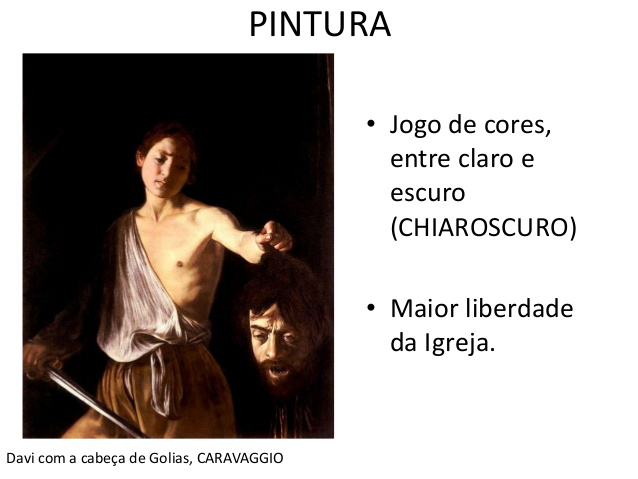 PINTURA
• Jogo de cores,
entre claro e
escuro
(CHIAROSCURO)
• Maior liberdade
da Igreja.
Davi com a cabeça de Golias, CARAVAGGIO